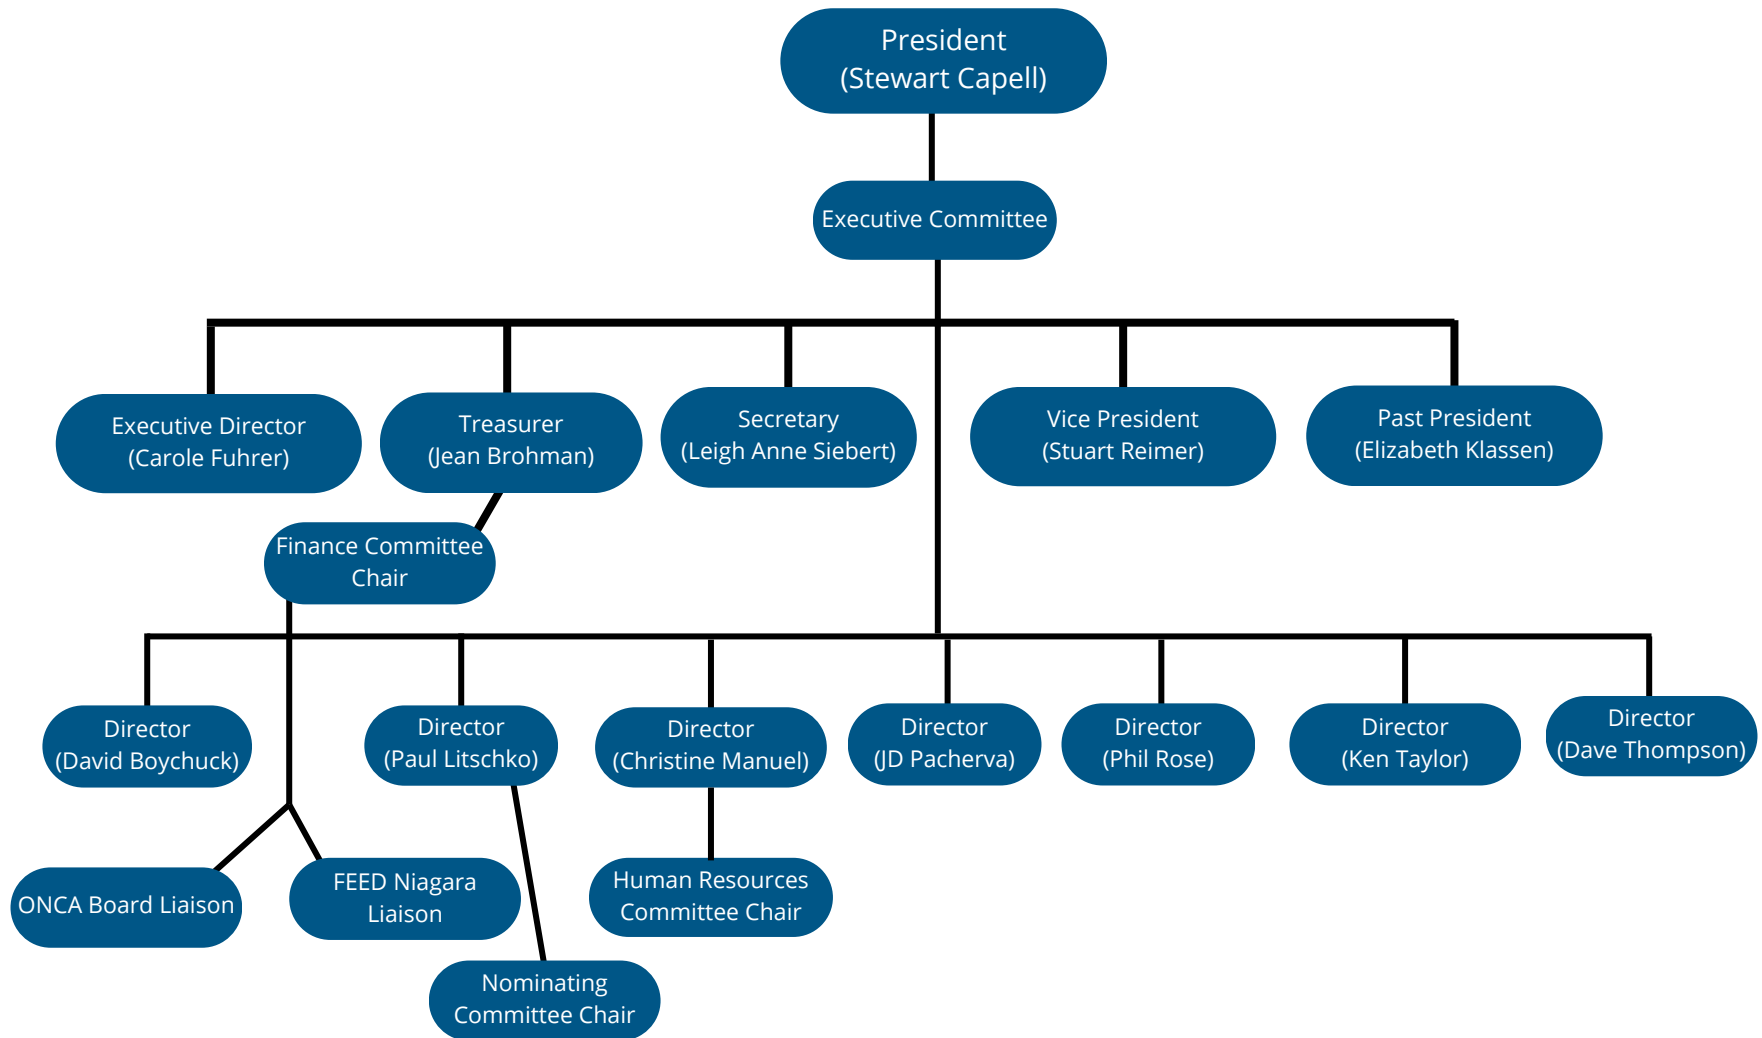 President
(Stewart Capell)
Executive Committee
Executive Director
(Carole Fuhrer)
Treasurer
(Jean Brohman)
Secretary
(Leigh Anne Siebert)
Vice President
(Stuart Reimer)
Past President
(Elizabeth Klassen)
Finance Committee
Chair
Director
(David Boychuck)
Director
(Paul Litschko)
Director
(Christine Manuel)
Director
(JD Pacherva)
Director
(Phil Rose)
Director
(Ken Taylor)
Director
(Dave Thompson)
ONCA Board Liaison
FEED Niagara
Liaison
Human Resources
Committee Chair
Nominating
Committee Chair